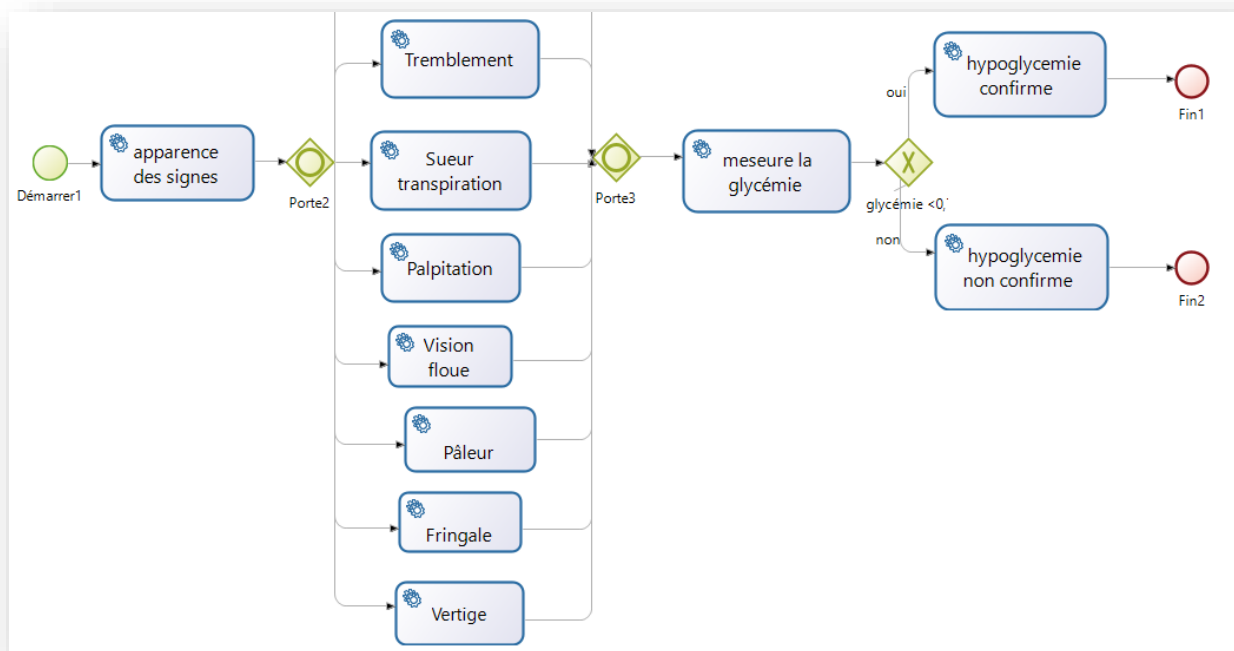 Démarrer1
apparence
des signes
Porte2
Tremblement
Sueur
transpiration
Palpitation
Vision
floue
Pâleur
Fringale
Vertige
Porte3
meseure la
glycémie
glycémie <0,
oui
hypoglycemie
confirme
Fin1
non
hypoglycemie
non confirme
Fin2